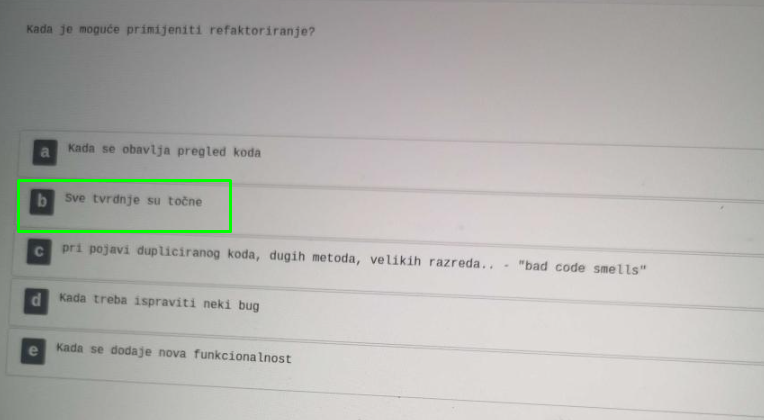 Kada je moguće primijeniti refaktoriranje?
a Kada se obavlja pregled koda
b Sve tvrdnje su točne
c pri pojavi dupliciranog koda, dugih metoda, velikih razreda.. - "bad code smells"
d Kada treba ispraviti neki bug
e Kada se dodaje nova funkcionalnost